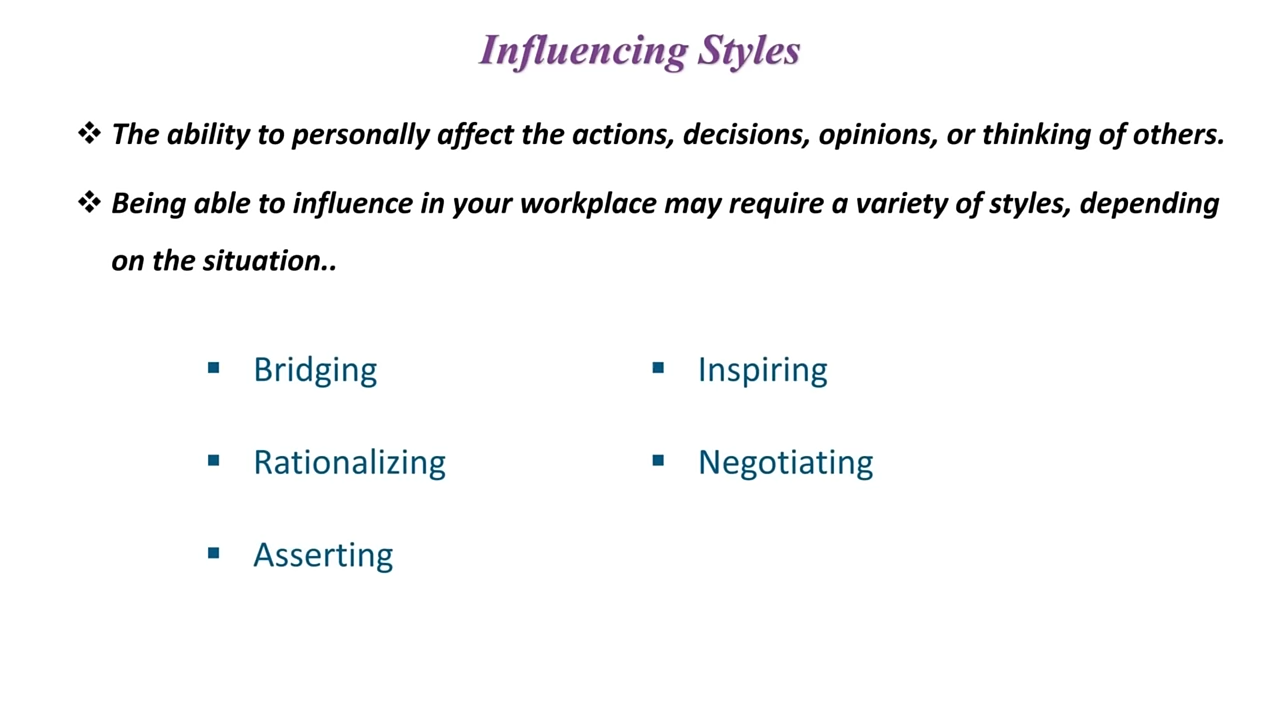 Influencing Styles
❖ The ability to personally affect the actions, decisions, opinions, or thinking of others.
❖ Being able to influence in your workplace may require a variety of styles, depending
on the situation..
▪ Bridging
▪ Rationalizing
▪ Asserting
▪ Inspiring
▪ Negotiating